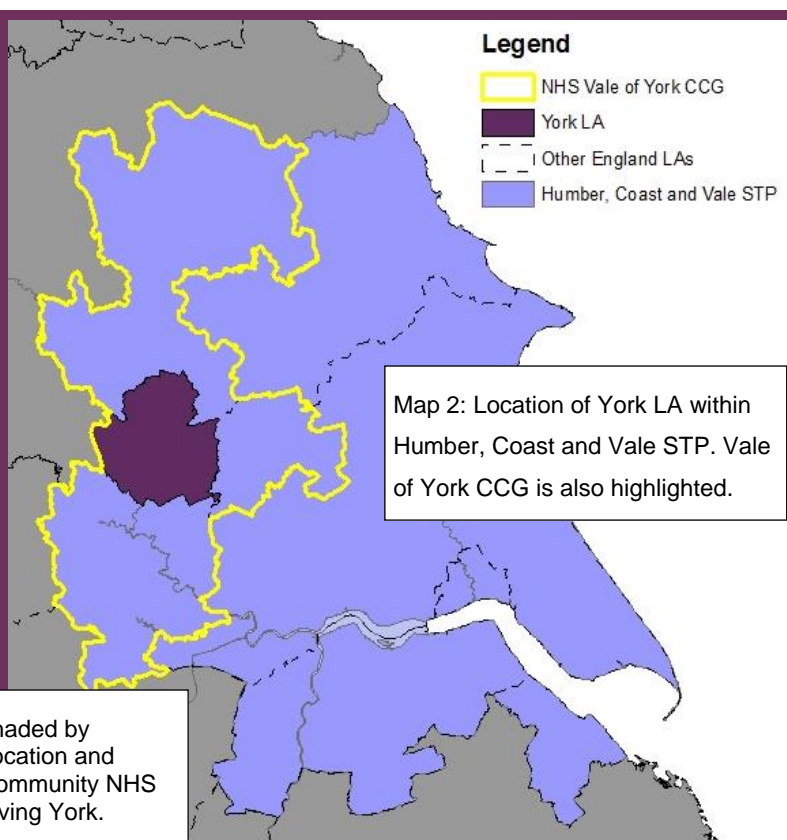 Legend
NHS Vale of York CCG
York LA
Other England LAs
Humber, Coast and Vale STP
Map 2: Location of York LA within
Humber, Coast and Vale STP. Vale
of York CCG is also highlighted.
haded by
ocation and
ommunity NHS
ving York.